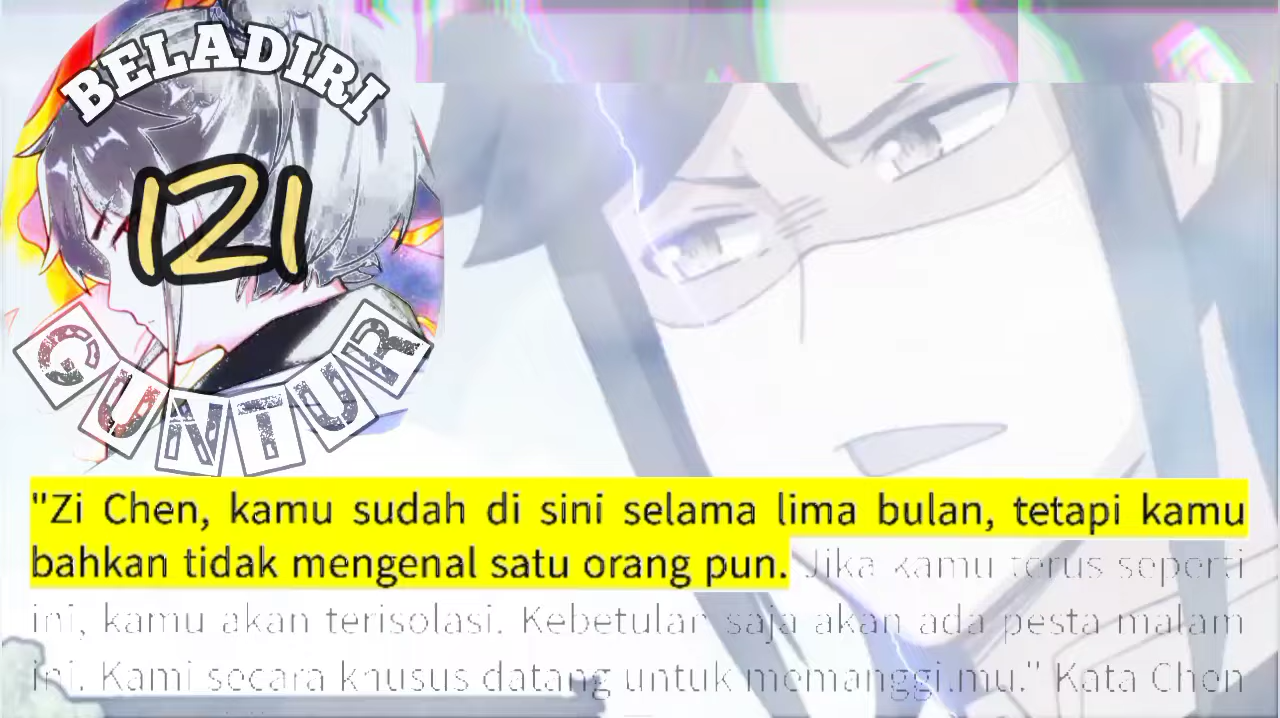 BELADIRI
121
GUNTUR
"Zi Chen, kamu sudah di sini selama lima bulan, tetapi kamu
bahkan tidak mengenal satu orang pun. Jika kamu terus seperti
ini, kamu akan terisolasi. Kebetulan saja akan ada pesta malam
ini. Kami secara khusus datang untuk memanggilmu." Kata Chen